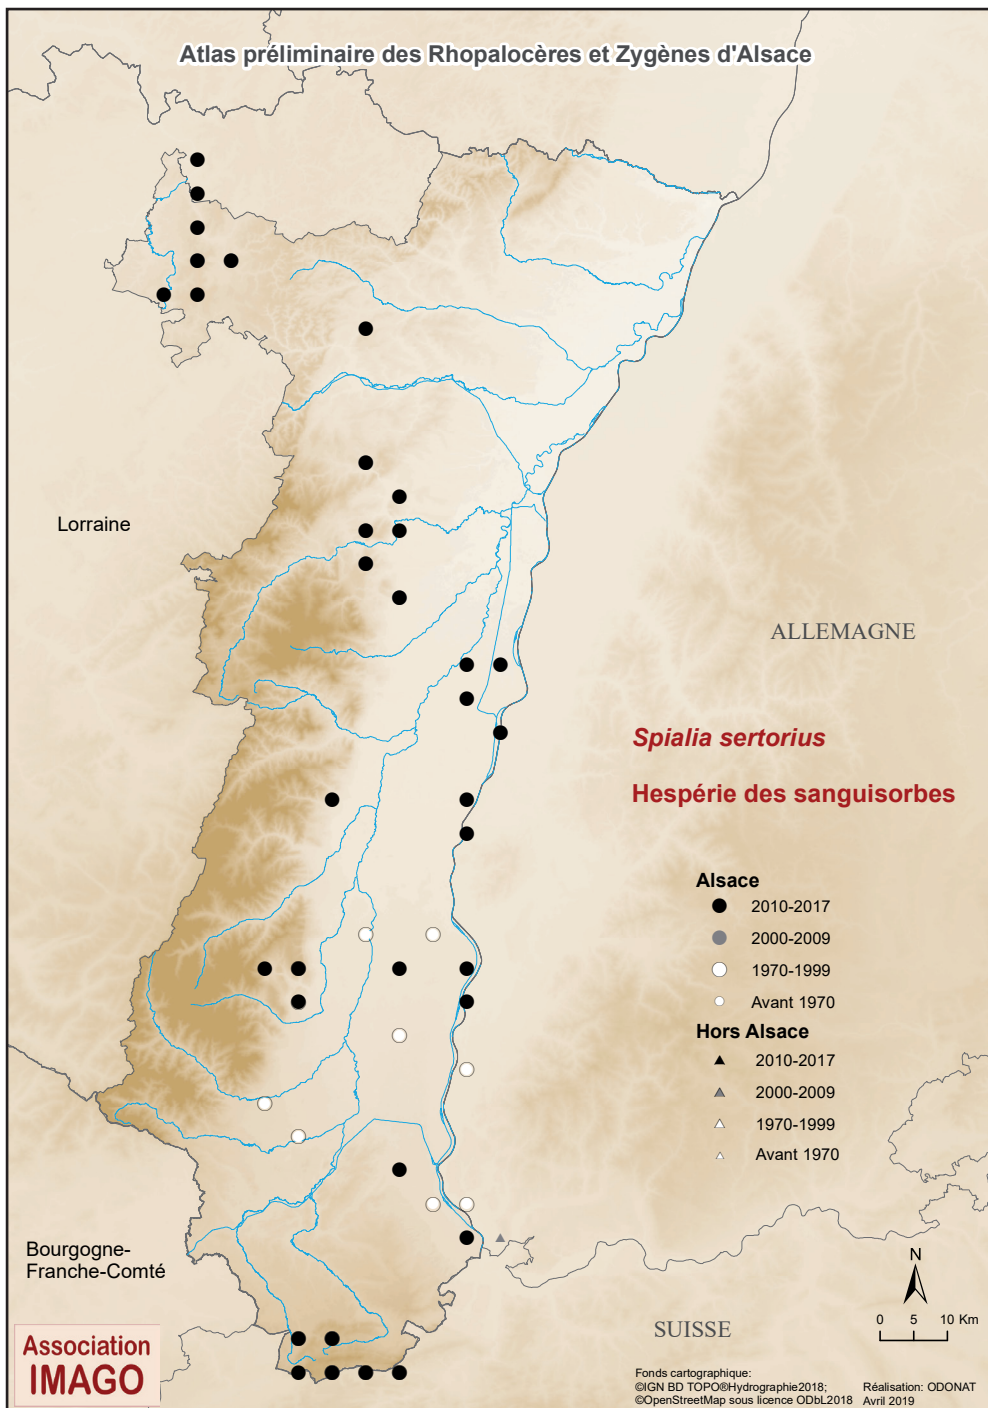 Atlas préliminaire des Rhopalocères et Zygènes d'Alsace
Lorraine
ALLEMAGNE
Spialia sertorius
Hespérie des sanguisorbes
Alsace
2010-2017
2000-2009
1970-1999
Avant 1970
Hors Alsace
2010-2017
2000-2009
1970-1999
Avant 1970
Bourgogne-
Franche-Comté
N
0 5 10 Km
SUISSE
Association
IMAGO
Fonds cartographique:
©IGN BD TOPO®Hydrographie2018;
©OpenStreetMap sous licence ODbL2018
Réalisation: ODONAT
Avril 2019